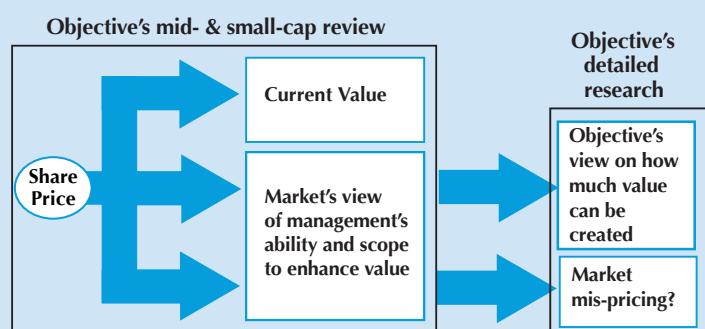 Objective's mid- & small-cap review
Share
Price
Current Value
Market's view
of management's
ability and scope
to enhance value
Objective's
detailed
research
Objective's
view on how
much value
can be
created
Market
mis-pricing?